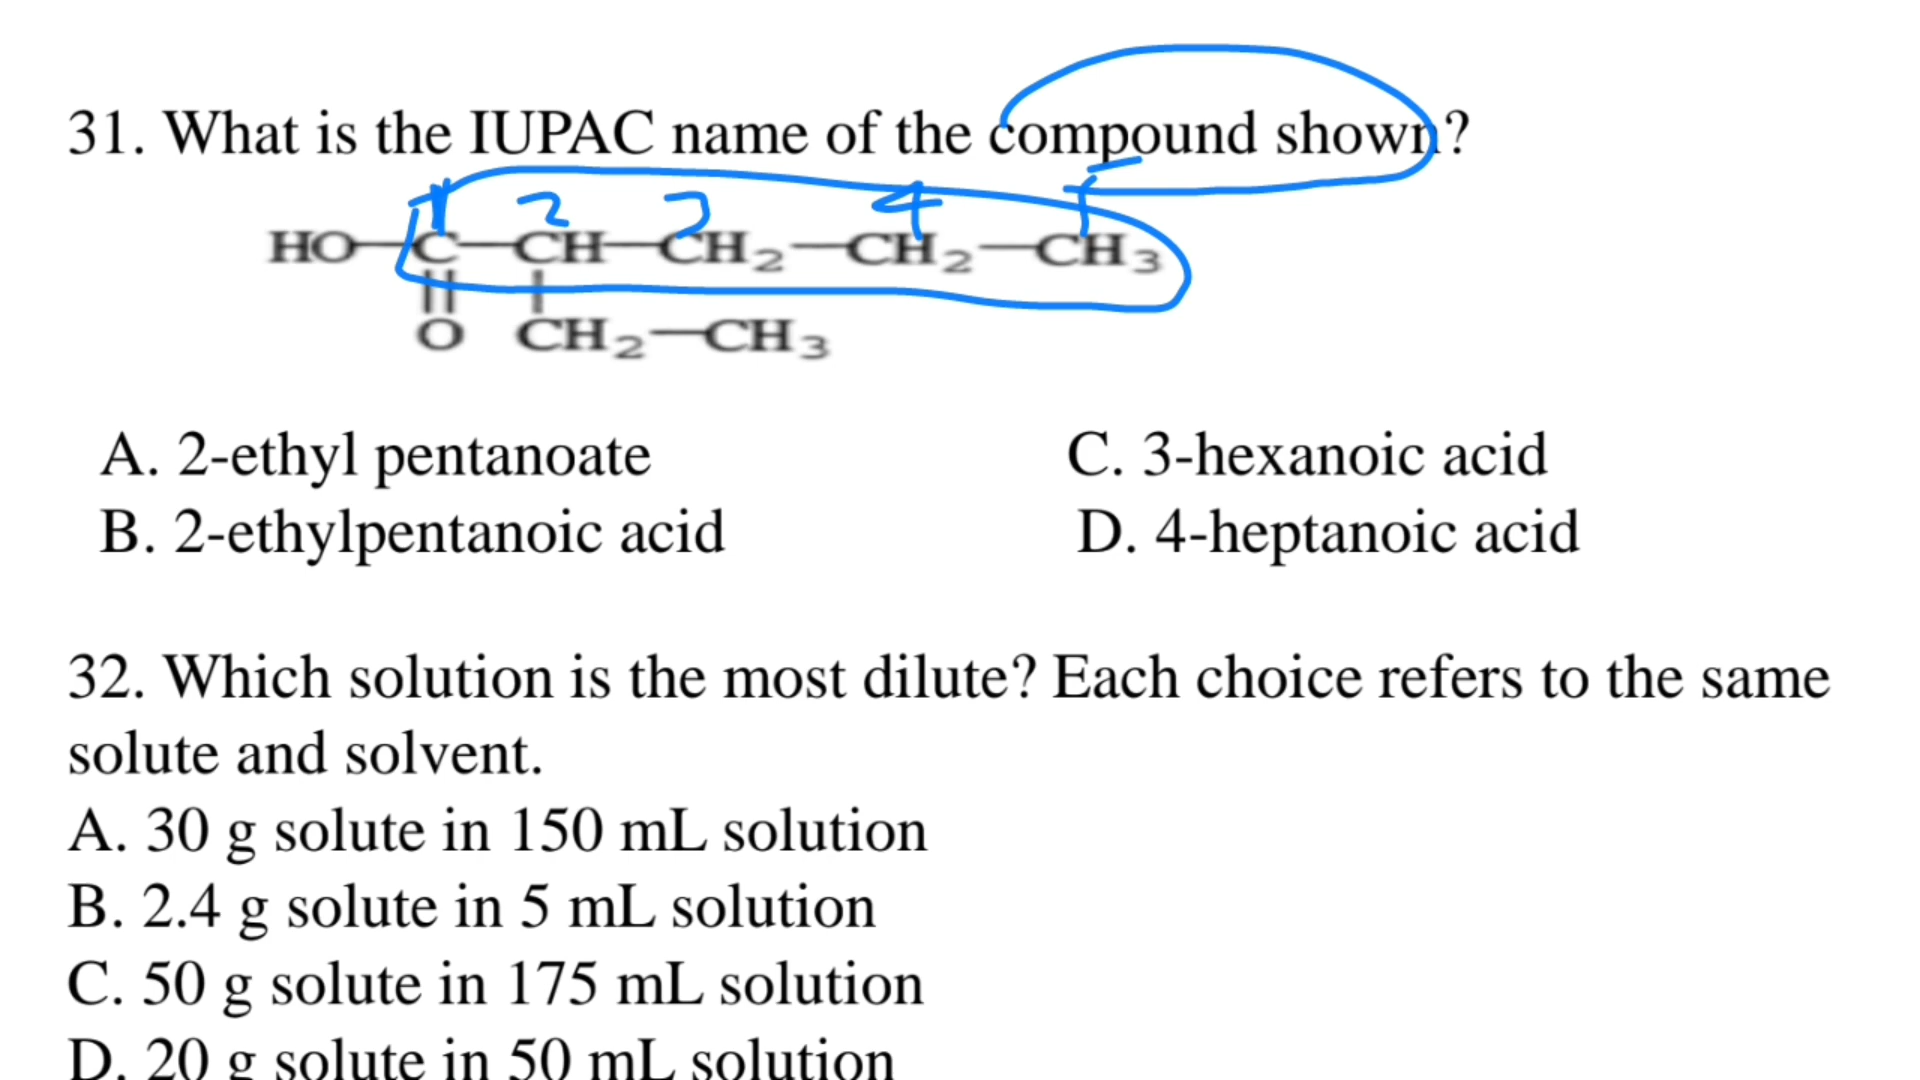 31. What is the IUPAC name of the compound shown?
1 2 3 4 5
HO—C—CH—CH₂—CH₂—CH₃
O CH₂—CH₃
A. 2-ethyl pentanoate C. 3-hexanoic acid
B. 2-ethylpentanoic acid D. 4-heptanoic acid
32. Which solution is the most dilute? Each choice refers to the same
solute and solvent.
A. 30 g solute in 150 mL solution
B. 2.4 g solute in 5 mL solution
C. 50 g solute in 175 mL solution
D. 20 g solute in 50 mL solution